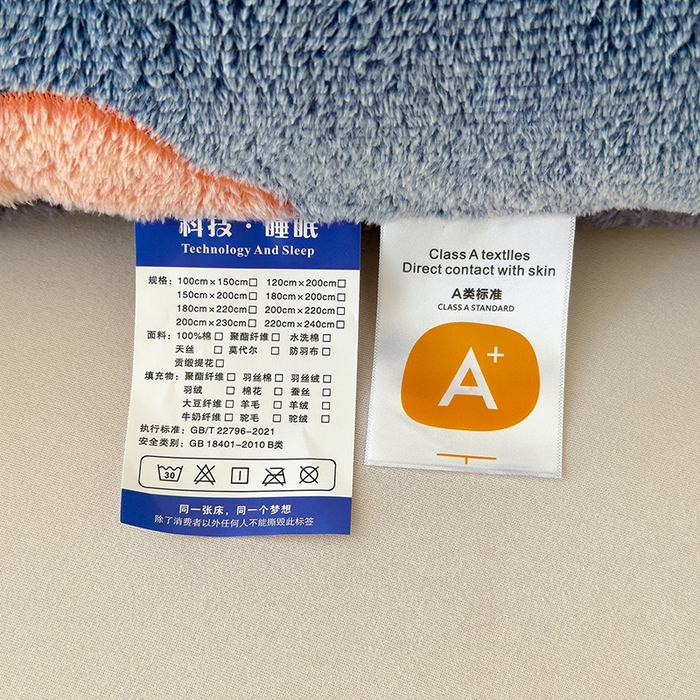 科技·睡眠
Technology And Sleep
规格：100cm×150cm□ 120cm×200cm□
150cm×200cm□ 180cm×200cm□
180cm×220cm□ 200cm×220cm□
200cm×230cm□ 220cm×240cm□
面料：100%棉□ 聚酯纤维□ 水洗棉□
天丝□ 莫代尔□ 防羽布□
贡缎提花□
填充物：聚酯纤维□ 羽丝棉□ 羽丝绒□
羽绒□ 棉花□ 蚕丝□
大豆纤维□ 羊毛□ 羊绒□
牛奶纤维□ 驼毛□ 驼绒□
执行标准：GB/T 22796-2021
安全类别：GB 18401-2010 B类
30
同一张床，同一个梦想
除了消费者以外任何人不能撕毁此标签
Class A textlles
Direct contact with skin
A类标准
CLASS A STANDARD
A+